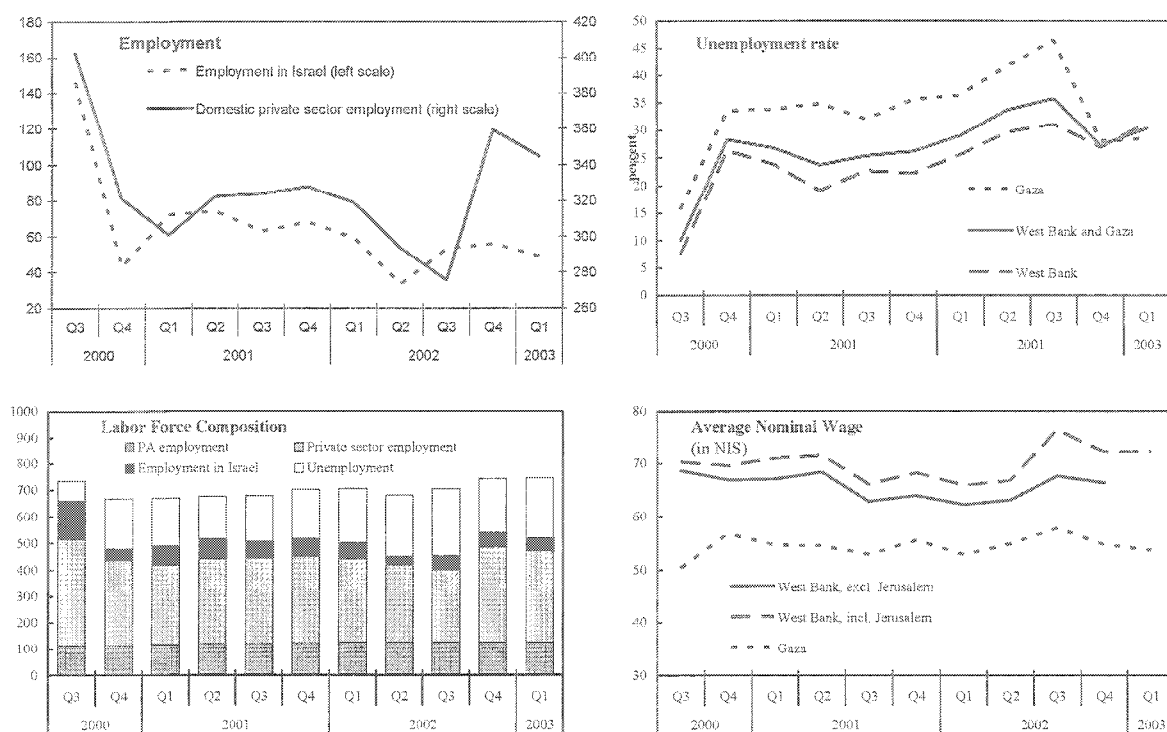 Employment
Employment in Israel (left scale)
Domestic private sector employment (right scale)
180
160
140
120
100
80
60
40
20
420
400
380
360
340
320
300
280
260
Q3 Q4 Q1 Q2 Q3 Q4 Q1 Q2 Q3 Q4 Q1
2000 2001 2002 2003
Unemployment rate
percent
50
45
40
35
30
25
20
15
10
5
0
Gaza
West Bank and Gaza
West Bank
Q3 Q4 Q1 Q2 Q3 Q4 Q1 Q2 Q3 Q4 Q1
2000 2001 2001 2003
Labor Force Composition
PA employment Private sector employment
Employment in Israel Unemployment
1000
900
800
700
600
500
400
300
200
100
0
Q3 Q4 Q1 Q2 Q3 Q4 Q1 Q2 Q3 Q4 Q1
2000 2001 2002 2003
Average Nominal Wage
(in NIS)
80
70
60
50
40
30
West Bank, excl. Jerusalem
West Bank, incl. Jerusalem
Gaza
Q3 Q4 Q1 Q2 Q3 Q4 Q1 Q2 Q3 Q4 Q1
2000 2001 2002 2003